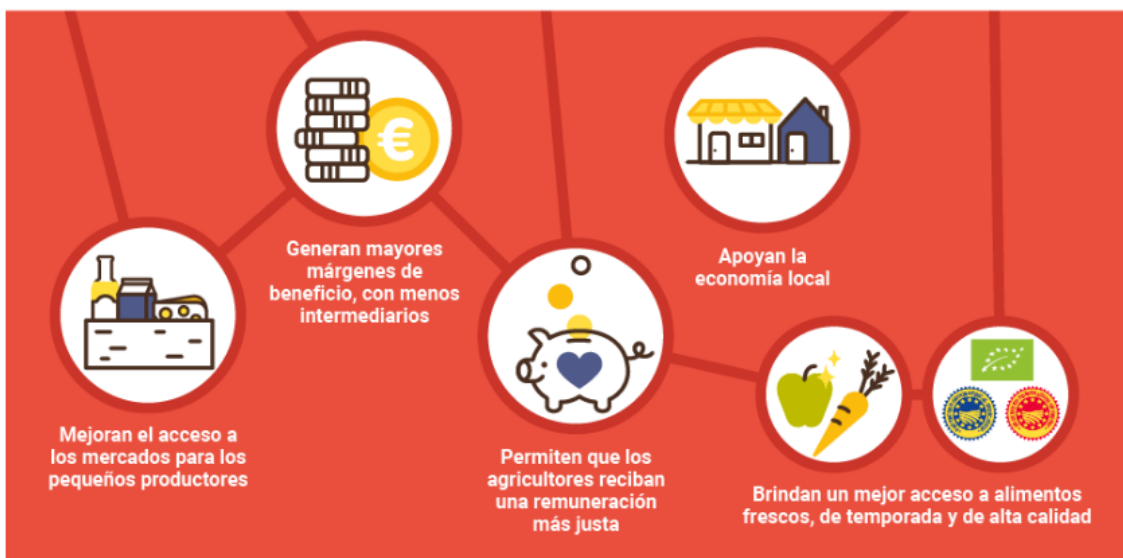 €
Generan mayores
márgenes de
beneficio, con menos
intermediarios
Apoyan la
economía local
Mejoran el acceso a
los mercados para los
pequeños productores
Permiten que los
agricultores reciban
una remuneración
más justa
Brindan un mejor acceso a alimentos
frescos, de temporada y de alta calidad